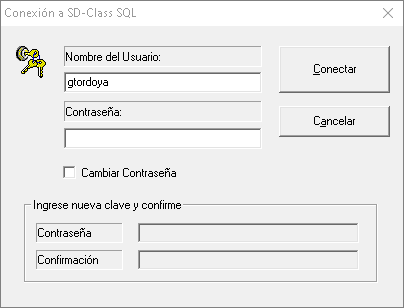 Conexión a SD-Class SQL
Nombre del Usuario:
gtordoya
Conectar
Contraseña:
Cancelar
Cambiar Contraseña
Ingrese nueva clave y confirme
Contraseña
Confirmación